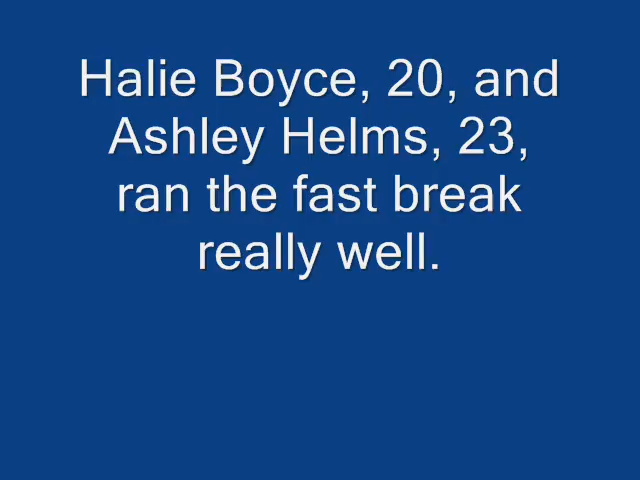 Halie Boyce, 20, and
Ashley Helms, 23,
ran the fast break
really well.